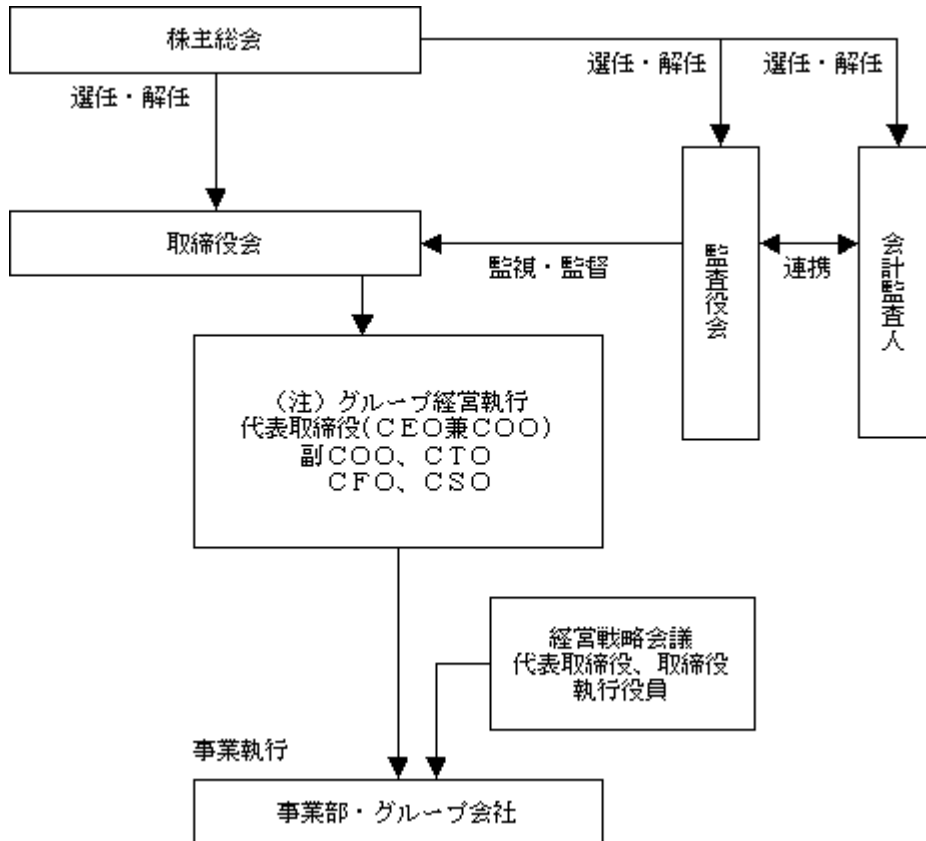 株主総会
選任・解任
選任・解任
選任・解任
取締役会
監視・監督
監査役会
連携
会計監査人
（注）グループ経営執行
代表取締役(ＣＥＯ兼ＣＯＯ)
副ＣＯＯ、ＣＴＯ
ＣＦＯ、ＣＳＯ
経営戦略会議
代表取締役、取締役
執行役員
事業執行
事業部・グループ会社